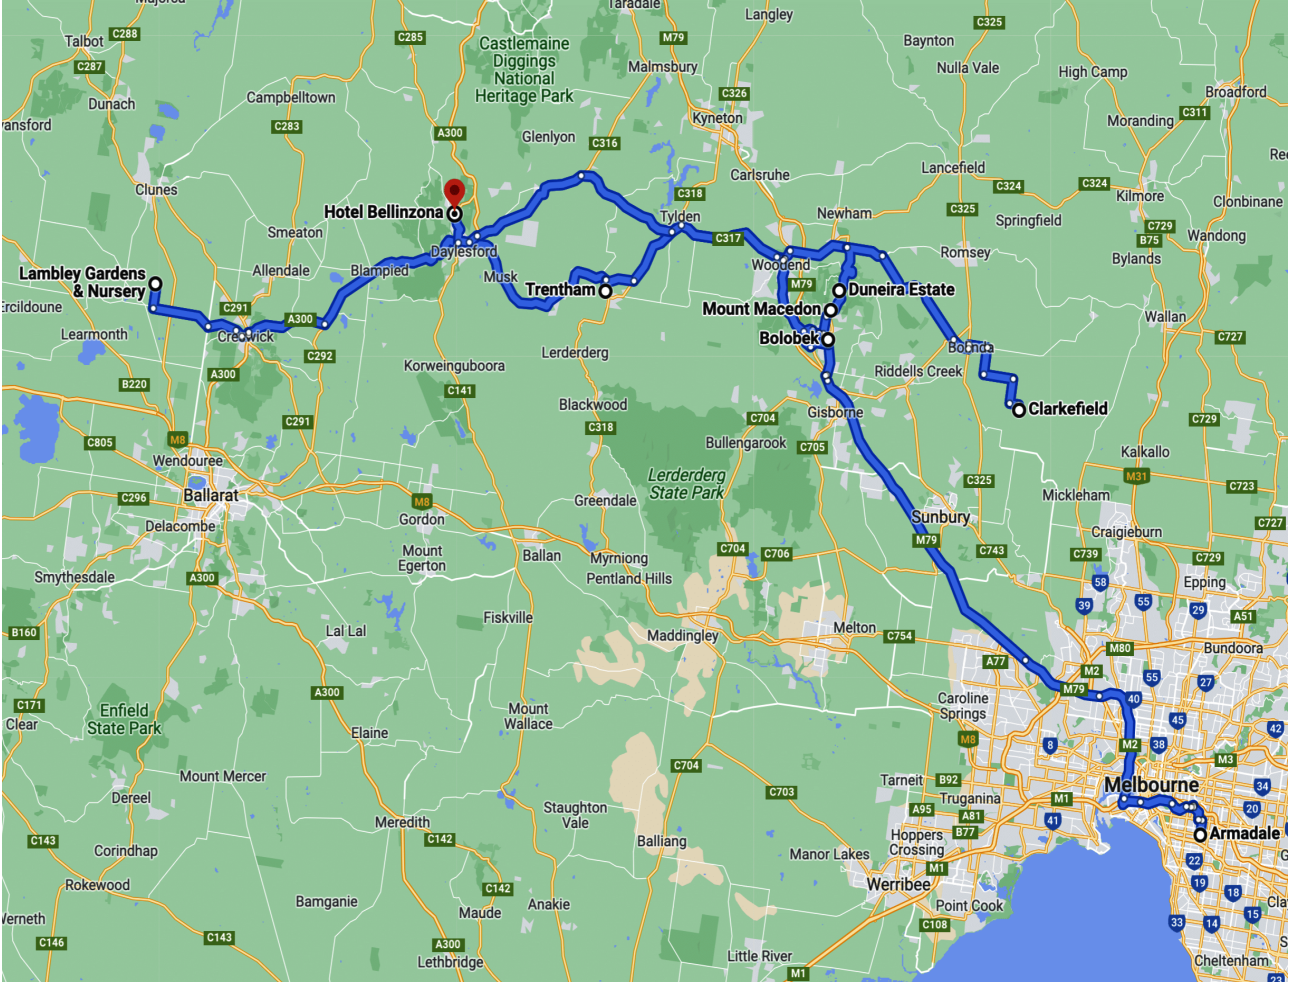 Majorca
Taradale
Langley
C288
C285
M79
C325
Talbot
C287
Castlemaine
Diggings
National
Heritage Park
Malmsbury
Baynton
Nulla Vale
High Camp
Broadford
Dunach
Campbelltown
C283
C326
Kyneton
C311
Moranding
A300
Glenlyon
C316
Clunes
Carlsruhe
Lancefield
C324
C324
Kilmore
Clonbinane
C318
Hotel Bellinzona
Tylden
Newham
C325
Springfield
C729
B75
Wandong
Smeaton
C317
Daylesford
Romsey
Bylands
Lambley Gardens
& Nursery
Allendale
Blampied
Musk
Woodend
M79
Trentham
Duneira Estate
Ercildoune
C291
A300
Mount Macedon
Wallan
Learmonth
Creswick
Bolobek
C727
C292
Lerderderg
A300
Korweinguboora
Riddells Creek
B220
C141
Blackwood
Gisborne
Clarkefield
C291
C318
C704
C729
C805
M8
Bullengarook
C705
Wendouree
Kalkallo
Lerderderg
State Park
M31
C325
C723
C296
Ballarat
M8
Greendale
Mickleham
Delacombe
Gordon
Sunbury
C727
Craigieburn
M79
Mount
Egerton
Ballan
Myrniong
C704
C706
C743
C739
C729
Smythesdale
A300
Pentland Hills
58
Epping
39
55
29
Fiskville
A51
B160
Lal Lal
Maddingley
Melton
C754
M80
Bundoora
A77
M2
55
27
C171
A300
M79
40
Clear
Enfield
State Park
Mount
Wallace
Caroline
Springs
45
42
Elaine
M8
8
M2
38
C704
M3
Mount Mercer
Tarneit
B92
Melbourne
34
Dereel
C703
Truganina
M1
Staughton
Vale
A95
A81
41
20
Meredith
B77
Armadale
C143
C142
Balliang
Hoppers
Crossing
Corindhap
Manor Lakes
22
M1
Rokewood
C142
Werribee
19
18
Bamganie
Anakie
Point Cook
Maude
15
C108
33
14
C143
C146
A300
Lethbridge
Little River
Cheltenham
M1
23